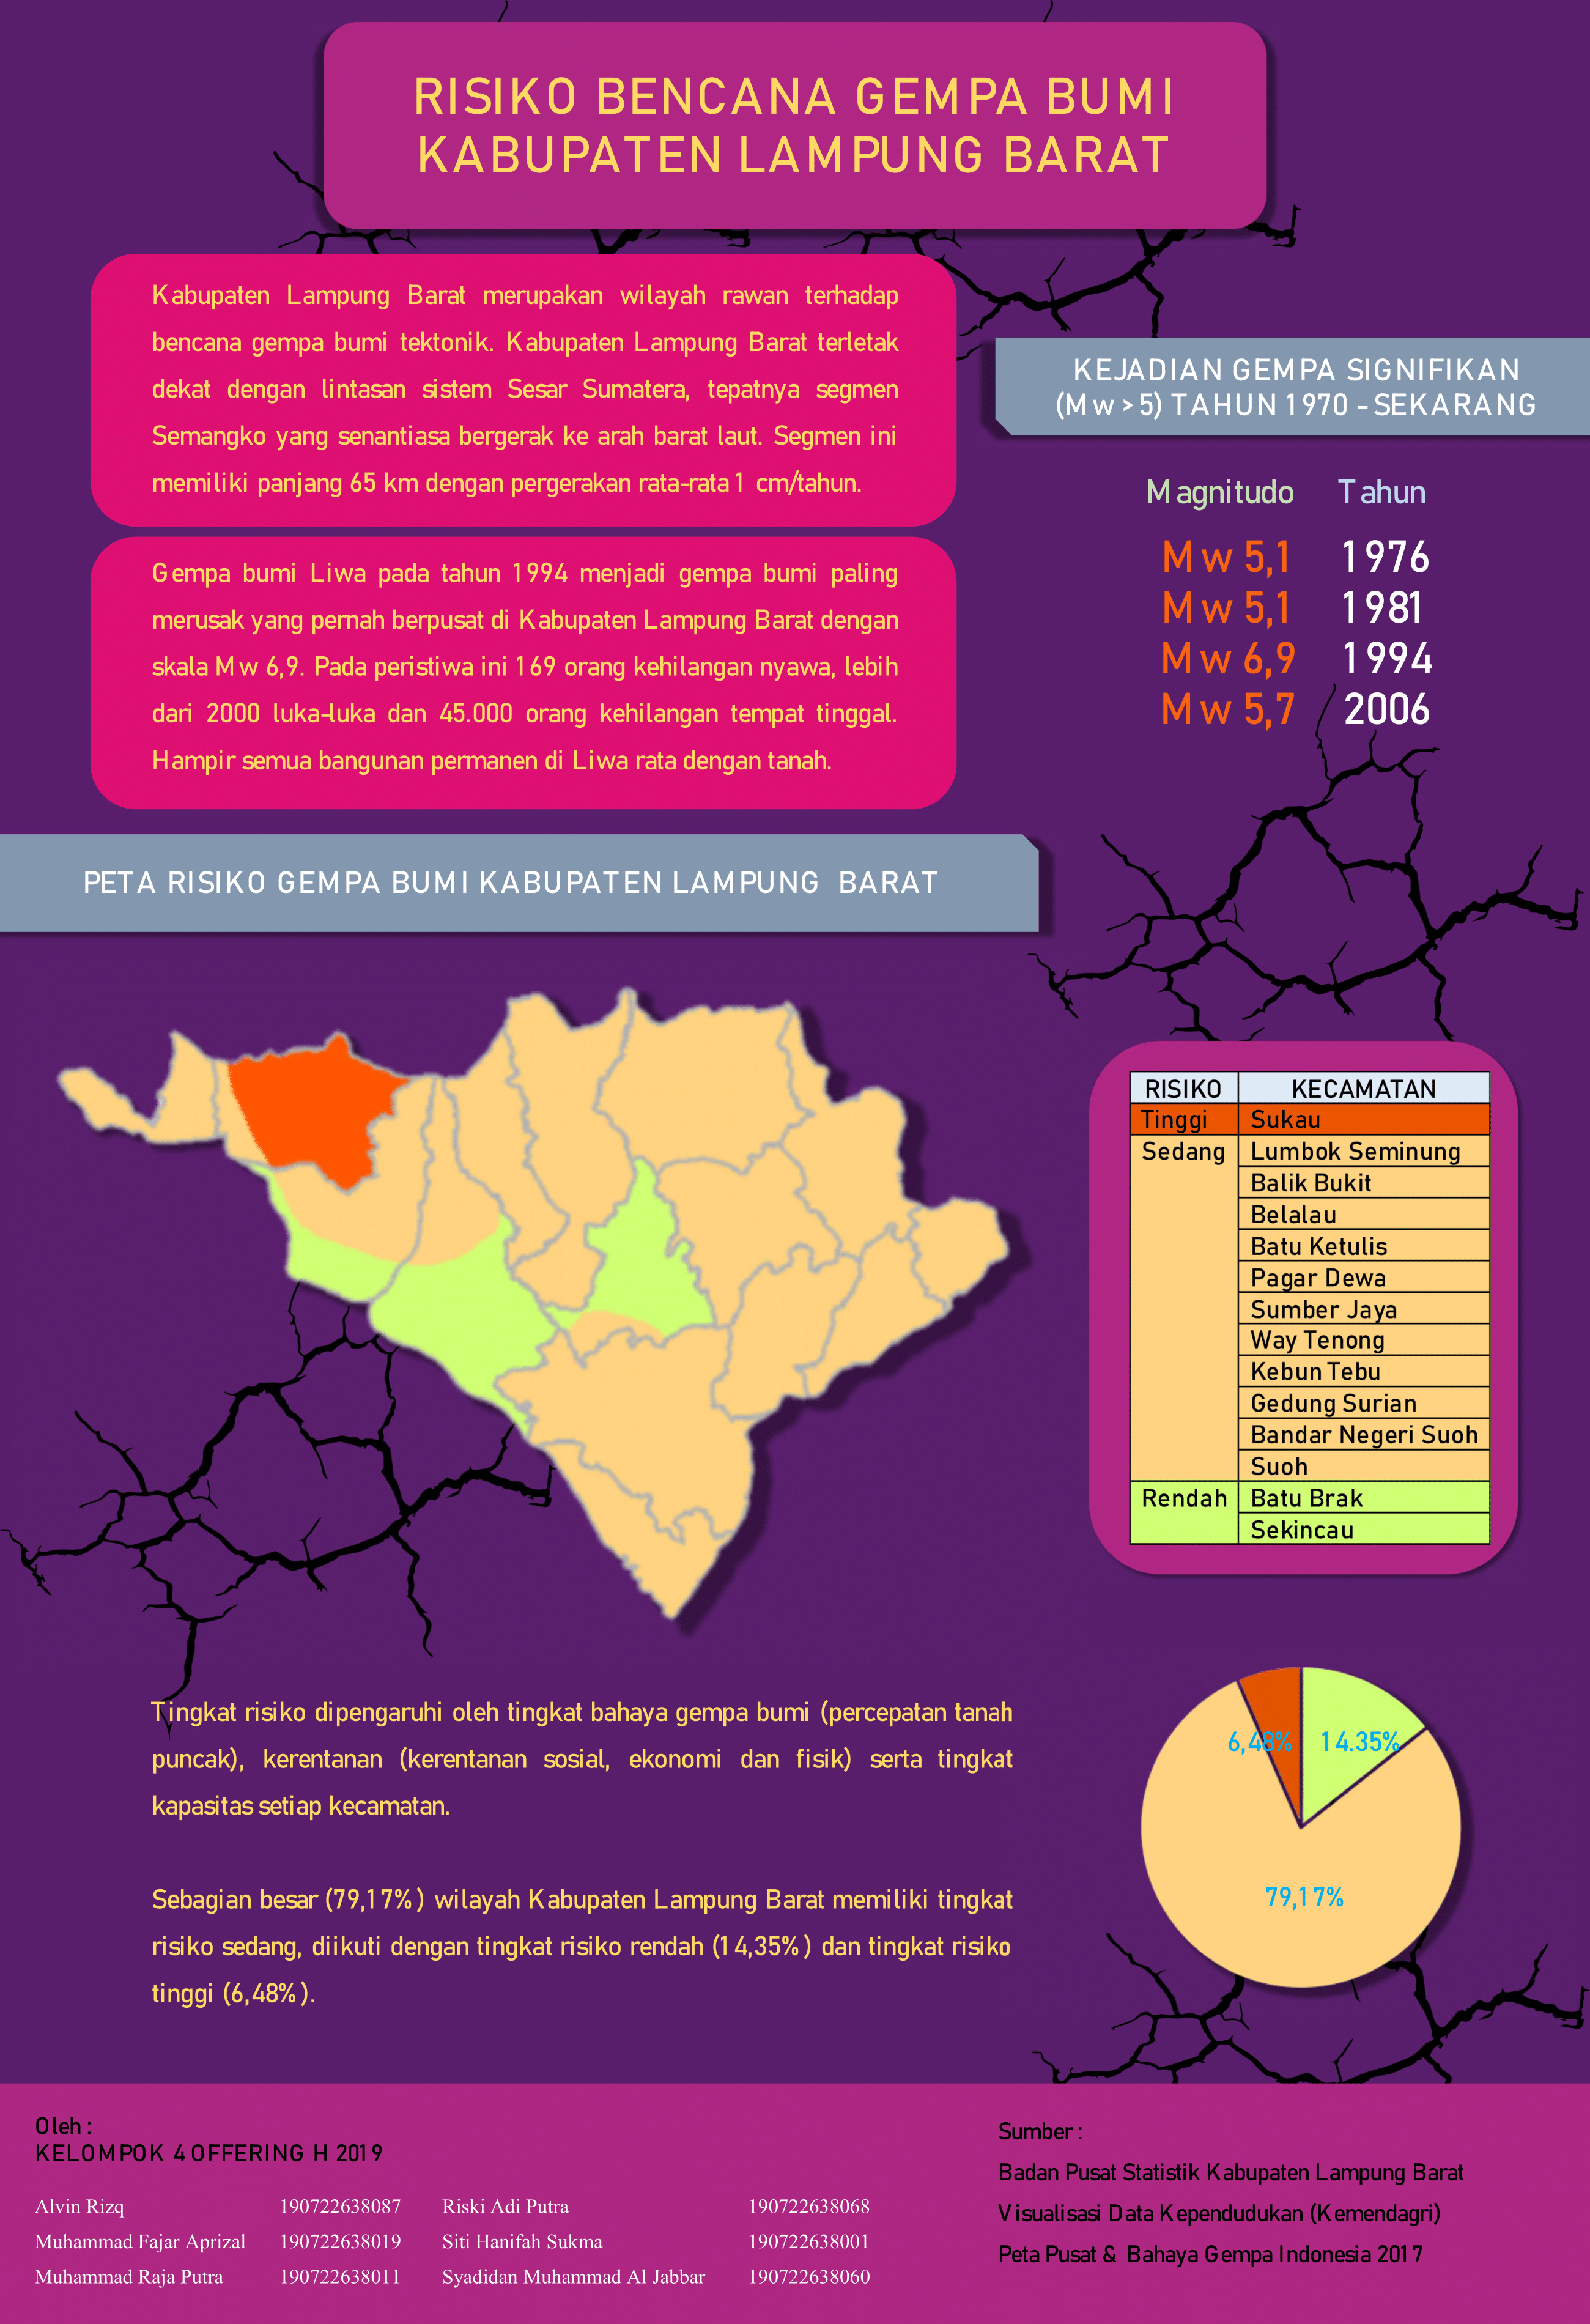 RISIKO BENCANA GEMPA BUMI
KABUPATEN LAMPUNG BARAT
Kabupaten Lampung Barat merupakan wilayah rawan terhadap
bencana gempa bumi tektonik. Kabupaten Lampung Barat terletak
dekat dengan lintasan sistem Sesar Sumatera, tepatnya segmen
Semangko yang senantiasa bergerak ke arah barat laut. Segmen ini
memiliki panjang 65 km dengan pergerakan rata-rata 1 cm/tahun.
Gempa bumi Liwa pada tahun 1994 menjadi gempa bumi paling
merusak yang pernah berpusat di Kabupaten Lampung Barat dengan
skala Mw 6,9. Pada peristiwa ini 169 orang kehilangan nyawa, lebih
dari 2000 luka-luka dan 45.000 orang kehilangan tempat tinggal.
Hampir semua bangunan permanen di Liwa rata dengan tanah.
KEJADIAN GEMPA SIGNIFIKAN
(Mw > 5) TAHUN 1970 - SEKARANG
Magnitudo Tahun
Mw 5,1 1976
Mw 5,1 1981
Mw 6,9 1994
Mw 5,7 2006
PETA RISIKO GEMPA BUMI KABUPATEN LAMPUNG BARAT
RISIKO KECAMATAN
Tinggi Sukau
Sedang Lumbok Seminung
Balik Bukit
Belalau
Batu Ketulis
Pagar Dewa
Sumber Jaya
Way Tenong
Kebun Tebu
Gedung Surian
Bandar Negeri Suoh
Suoh
Rendah Batu Brak
Sekincau
Tingkat risiko dipengaruhi oleh tingkat bahaya gempa bumi (percepatan tanah
puncak), kerentanan (kerentanan sosial, ekonomi dan fisik) serta tingkat
kapasitas setiap kecamatan.
Sebagian besar (79,17%) wilayah Kabupaten Lampung Barat memiliki tingkat
risiko sedang, diikuti dengan tingkat risiko rendah (14,35%) dan tingkat risiko
tinggi (6,48%).
6,48% 14.35%
79,17%
Oleh :
KELOMPOK 4 OFFERING H 2019
Alvin Rizq 190722638087 Riski Adi Putra 190722638068
Muhammad Fajar Aprizal 190722638019 Siti Hanifah Sukma 190722638001
Muhammad Raja Putra 190722638011 Syadidan Muhammad Al Jabbar 190722638060
Sumber :
Badan Pusat Statistik Kabupaten Lampung Barat
Visualisasi Data Kependudukan (Kemendagri)
Peta Pusat & Bahaya Gempa Indonesia 2017